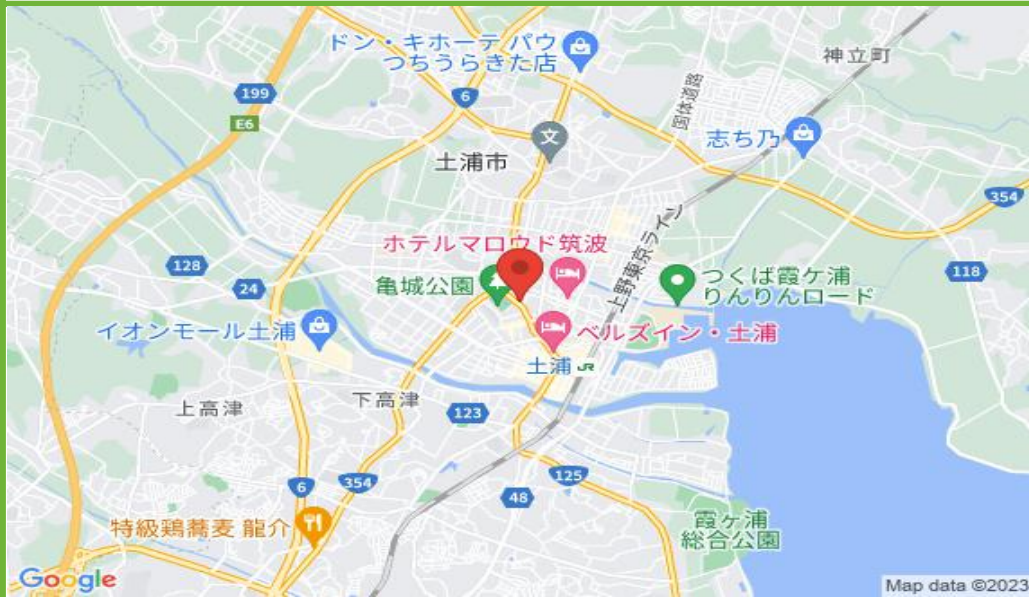 ドン・キホーテ パウ
つちうらきた店
神立町
国体道路
199
6
E6
土浦市
文
志ち乃
354
ホテルマロウド筑波
上野東京ライン
128
24
亀城公園
つくば霞ケ浦
りんりんロード
118
イオンモール土浦
ベルズイン・土浦
土浦 JR
上高津
下高津
123
6
354
125
48
特級鶏蕎麦 龍介
霞ケ浦
総合公園
Google
Map data ©2023